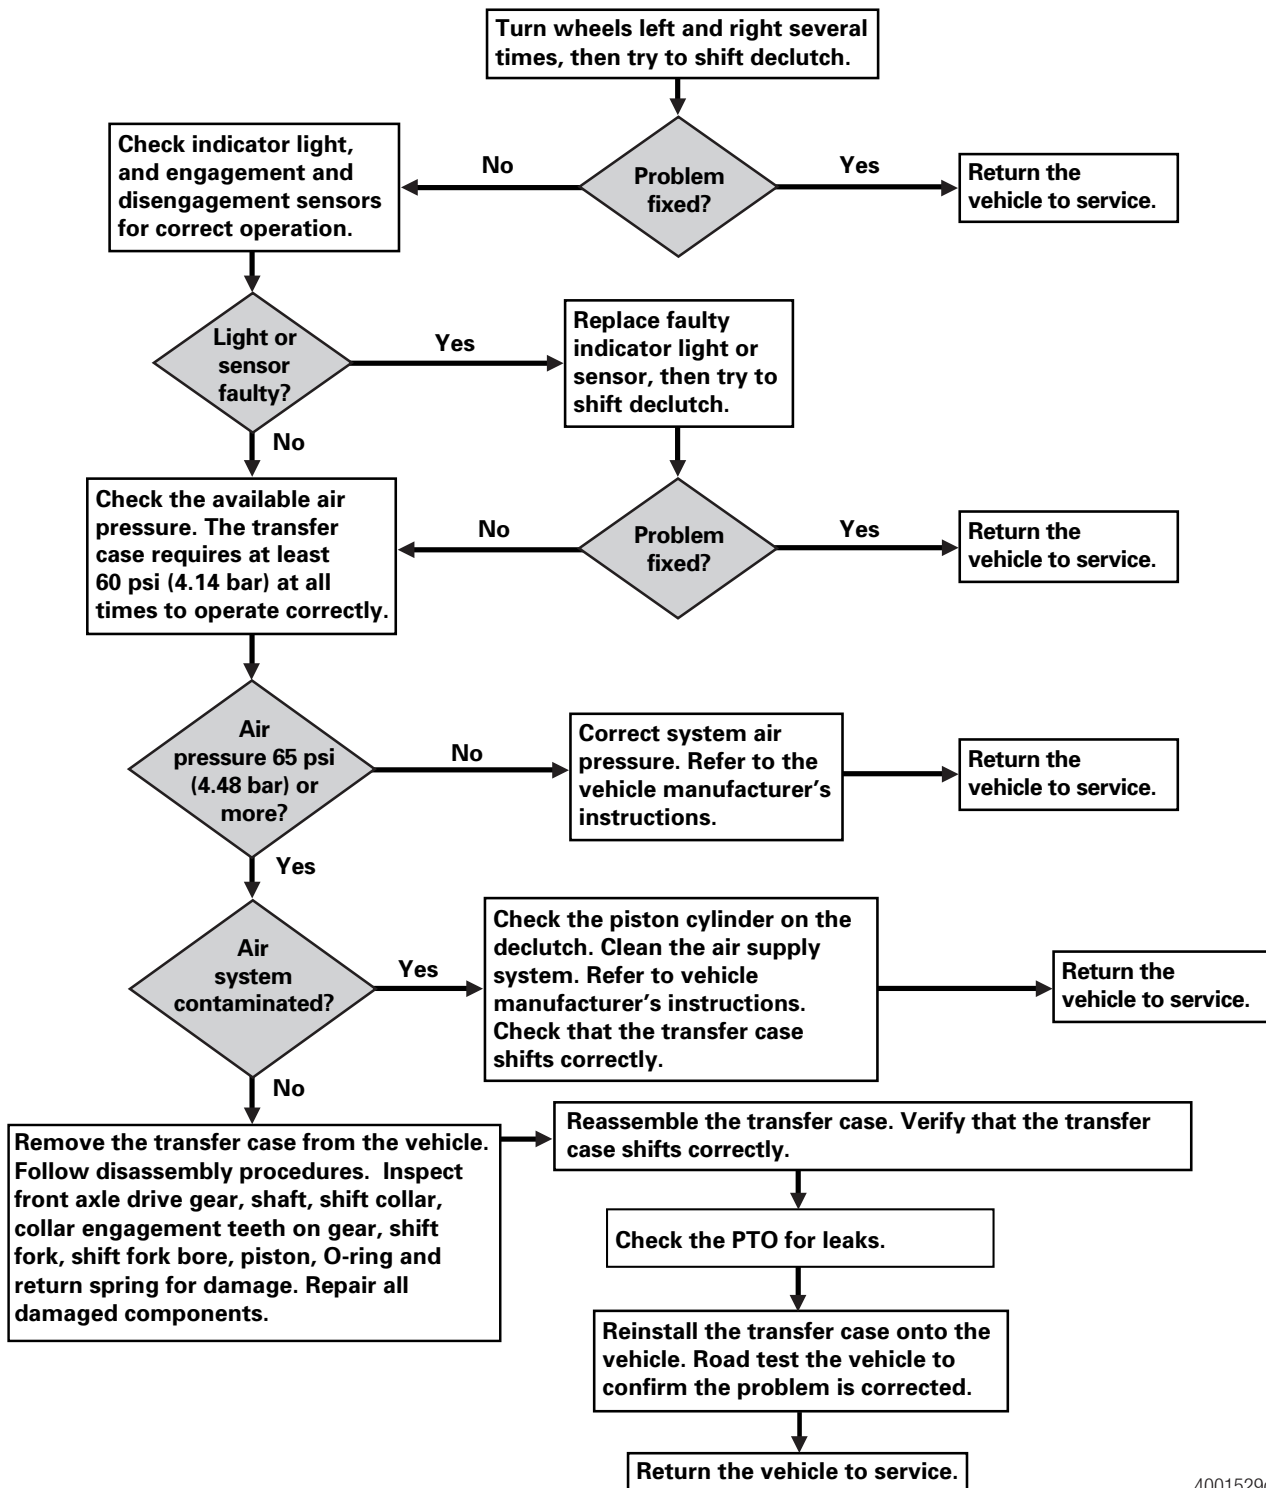 Turn wheels left and right several
times, then try to shift declutch.
Problem
fixed?
No
Yes
Return the
vehicle to service.
Check indicator light,
and engagement and
disengagement sensors
for correct operation.
Light or
sensor
faulty?
Yes
No
Replace faulty
indicator light or
sensor, then try to
shift declutch.
Problem
fixed?
No
Yes
Return the
vehicle to service.
Check the available air
pressure. The transfer
case requires at least
60 psi (4.14 bar) at all
times to operate correctly.
Air
pressure 65 psi
(4.48 bar) or
more?
No
Yes
Correct system air
pressure. Refer to the
vehicle manufacturer's
instructions.
Return the
vehicle to service.
Air
system
contaminated?
Yes
No
Check the piston cylinder on the
declutch. Clean the air supply
system. Refer to vehicle
manufacturer's instructions.
Check that the transfer case
shifts correctly.
Return the
vehicle to service.
Remove the transfer case from the vehicle.
Follow disassembly procedures. Inspect
front axle drive gear, shaft, shift collar,
collar engagement teeth on gear, shift
fork, shift fork bore, piston, O-ring and
return spring for damage. Repair all
damaged components.
Reassemble the transfer case. Verify that the transfer
case shifts correctly.
Check the PTO for leaks.
Reinstall the transfer case onto the
vehicle. Road test the vehicle to
confirm the problem is corrected.
Return the vehicle to service.
4001529